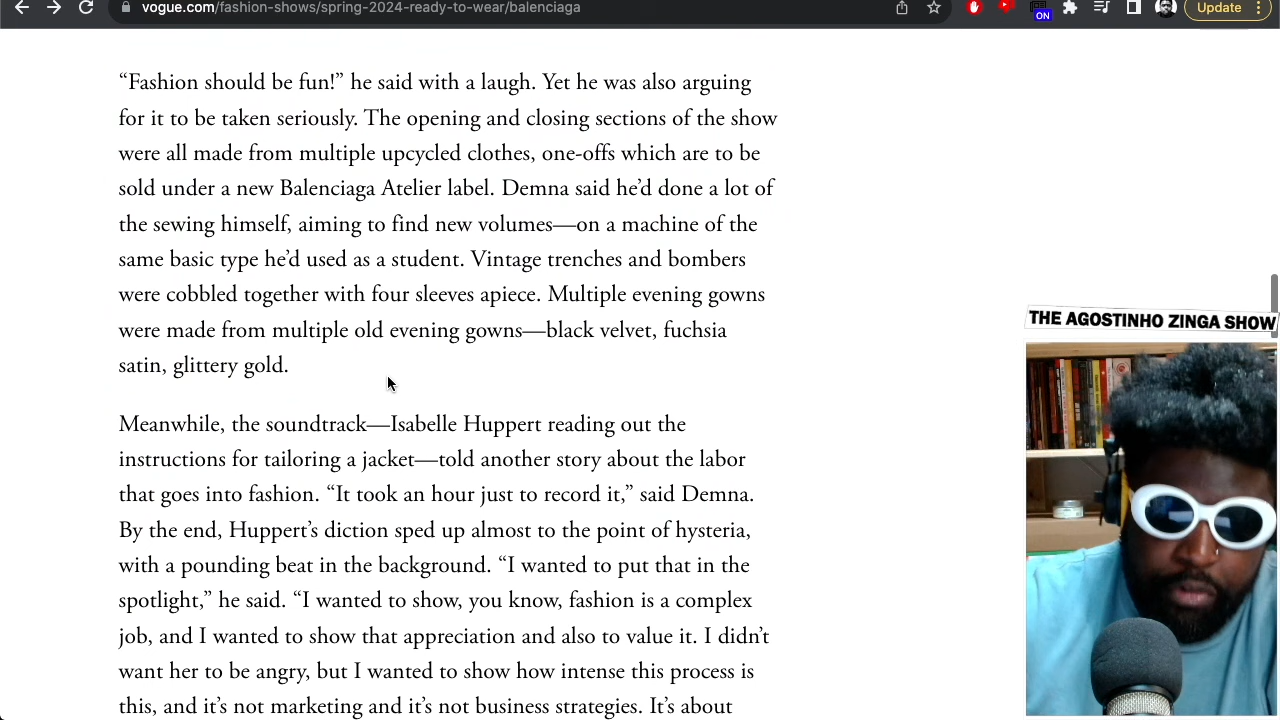 vogue.com/fashion-shows/spring-2024-ready-to-wear/balenciaga
ON
Update
“Fashion should be fun!” he said with a laugh. Yet he was also arguing
for it to be taken seriously. The opening and closing sections of the show
were all made from multiple upcycled clothes, one-offs which are to be
sold under a new Balenciaga Atelier label. Demna said he’d done a lot of
the sewing himself, aiming to find new volumes—on a machine of the
same basic type he’d used as a student. Vintage trenches and bombers
were cobbled together with four sleeves apiece. Multiple evening gowns
were made from multiple old evening gowns—black velvet, fuchsia
satin, glittery gold.
Meanwhile, the soundtrack—Isabelle Huppert reading out the
instructions for tailoring a jacket—told another story about the labor
that goes into fashion. “It took an hour just to record it,” said Demna.
By the end, Huppert’s diction sped up almost to the point of hysteria,
with a pounding beat in the background. “I wanted to put that in the
spotlight,” he said. “I wanted to show, you know, fashion is a complex
job, and I wanted to show that appreciation and also to value it. I didn’t
want her to be angry, but I wanted to show how intense this process is
this, and it’s not marketing and it’s not business strategies. It’s about
THE AGOSTINHO ZINGA SHOW